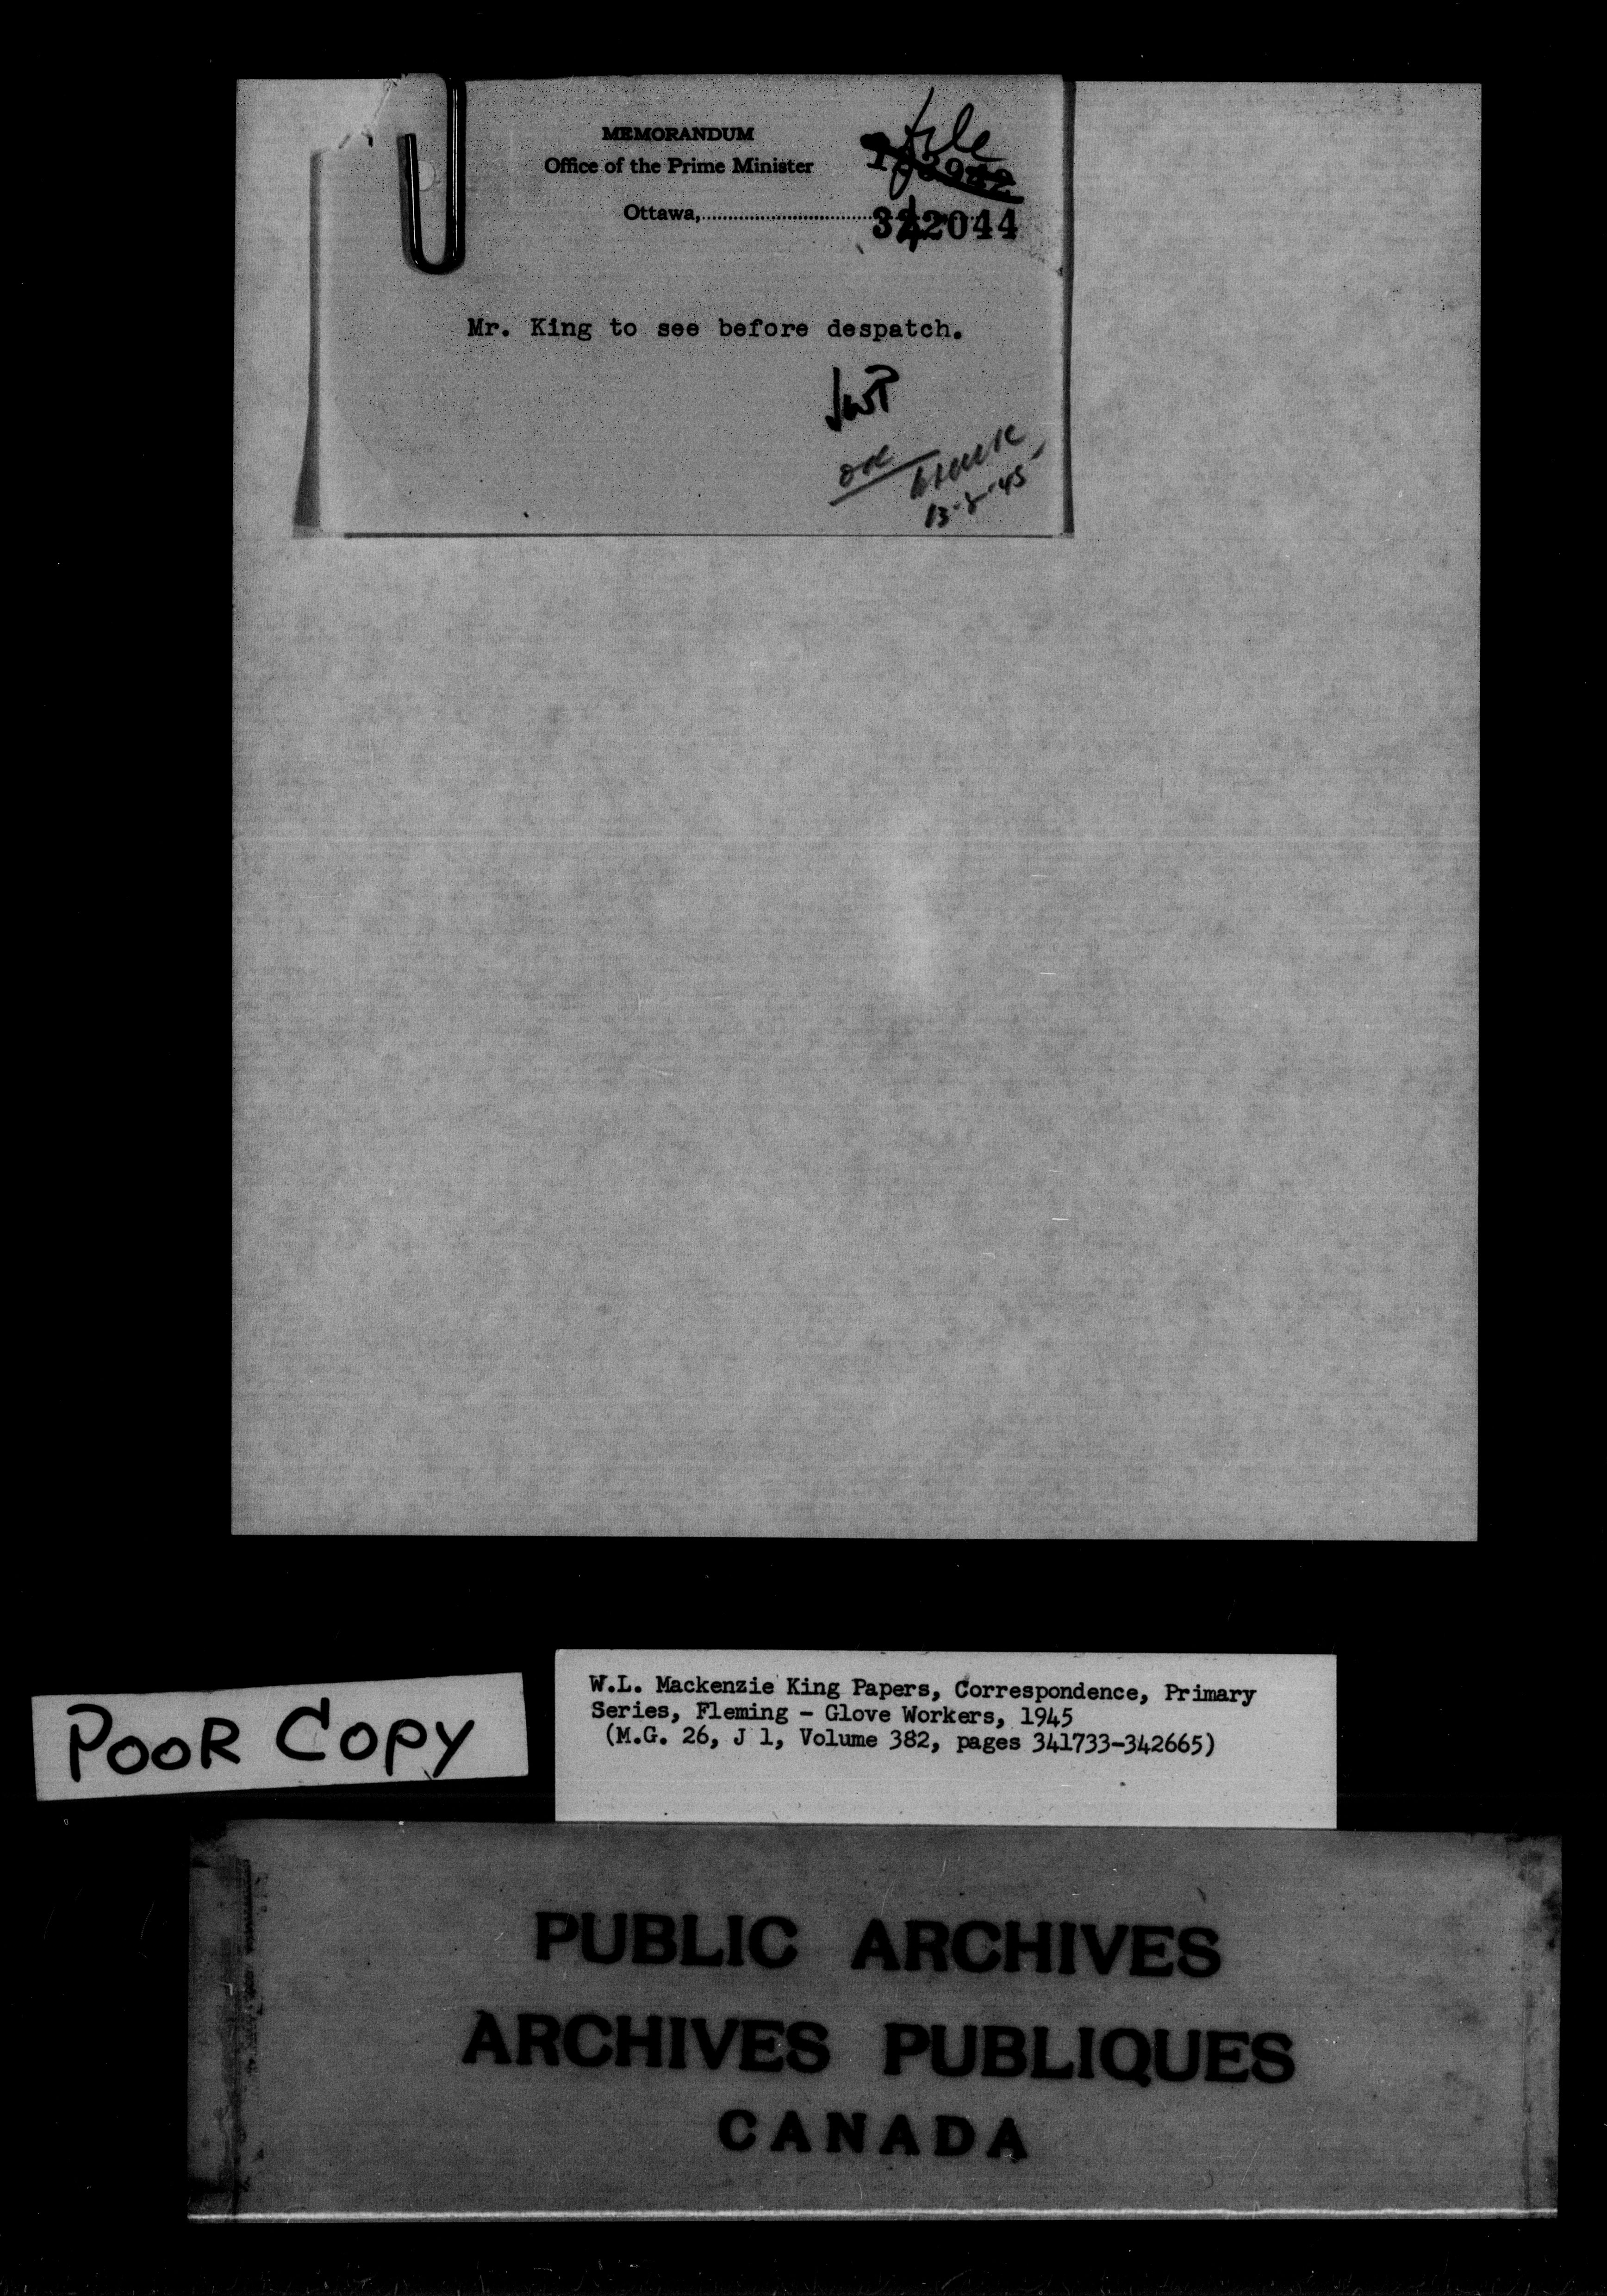 file
MEMORANDUM
Office of the Prime Minister
Ottawa,
342044
Mr. King to see before despatch.
JWP
ok
WLMK
13-8-'45
POOR COPY
W.L. Mackenzie King Papers, Correspondence, Primary
Series, Fleming - Glove Workers, 1945
(M.G. 26, J 1, Volume 382, pages 341733-342665)
PUBLIC ARCHIVES
ARCHIVES PUBLIQUES
CANADA